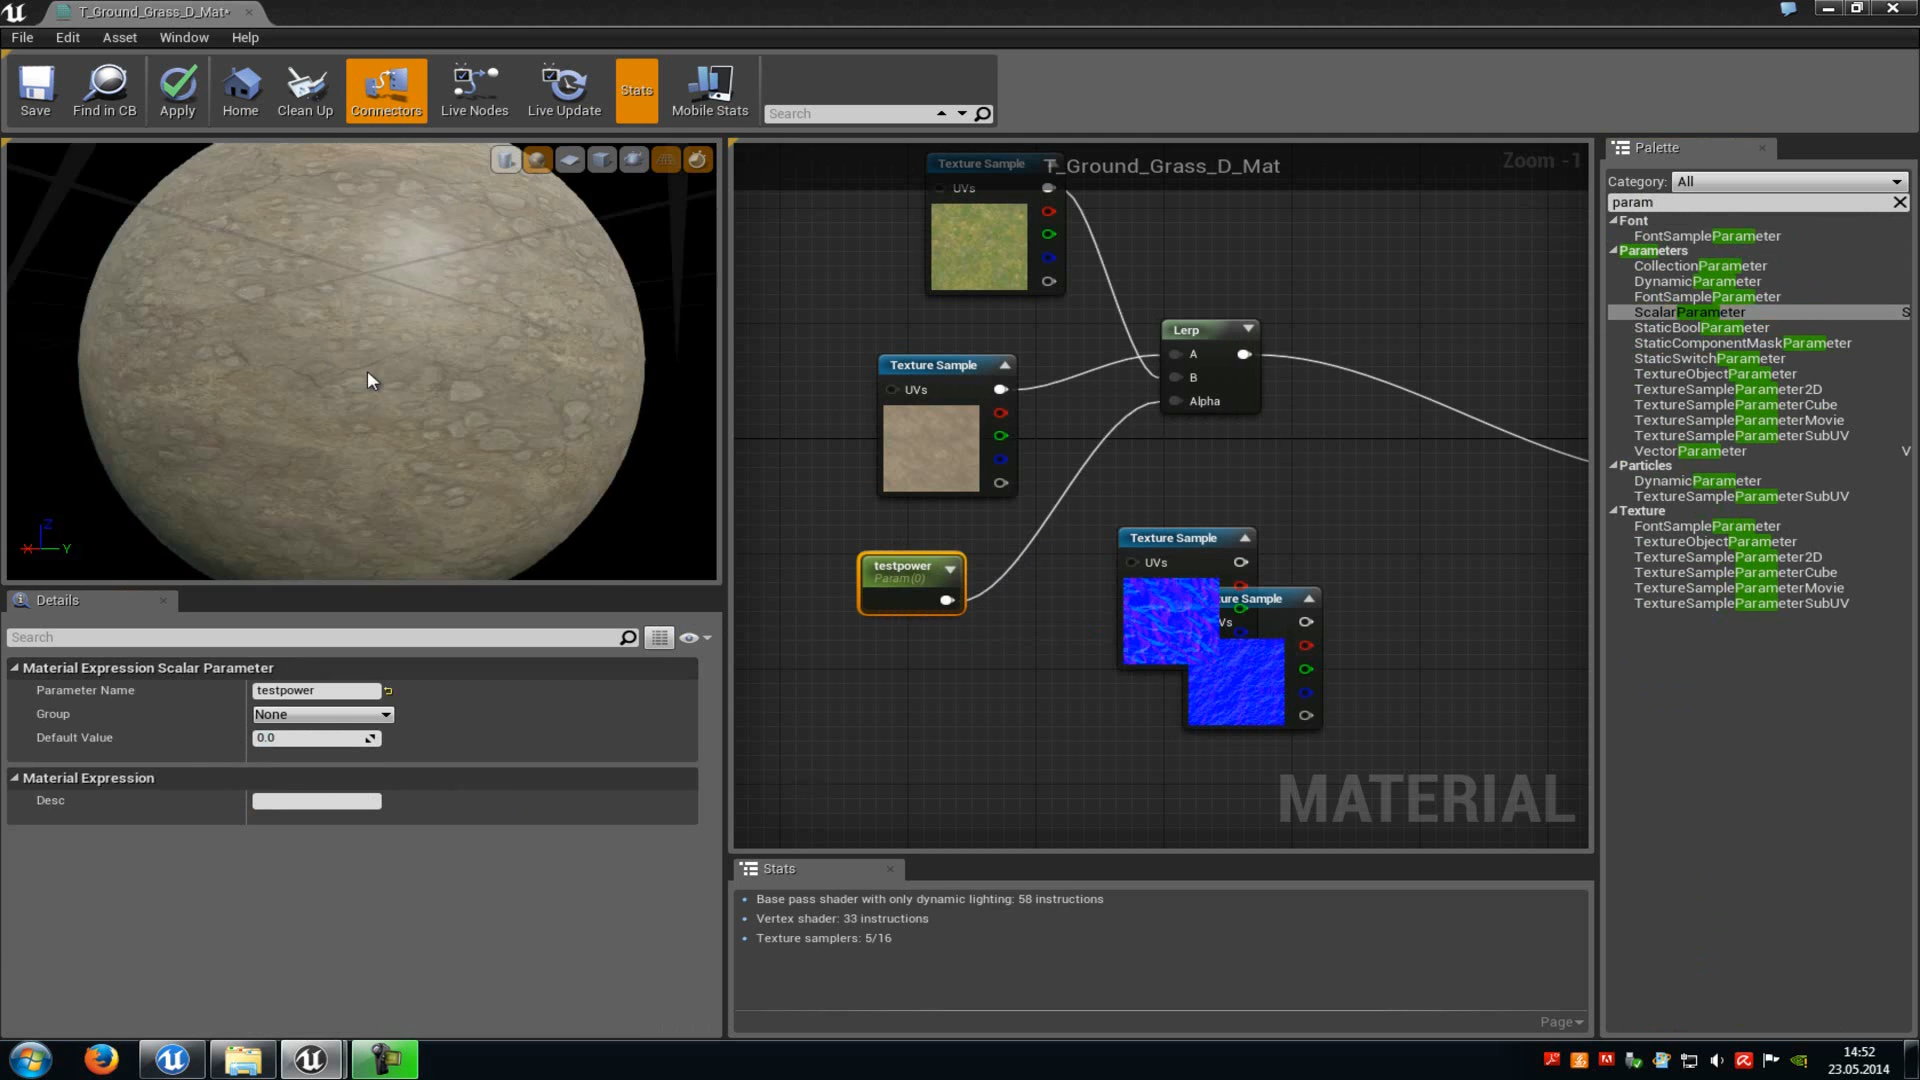 T_Ground_Grass_D_Mat*
File Edit Asset Window Help
Save
Find in CB
Apply
Home
Clean Up
Connectors
Live Nodes
Live Update
Stats
Mobile Stats
Search
T_Ground_Grass_D_Mat
Zoom -1
Texture Sample
UVs
Lerp
A
B
Alpha
Texture Sample
UVs
testpower
Param (0)
Texture Sample
UVs
ure Sample
Vs
MATERIAL
Z
X
Y
Details
Search
Material Expression Scalar Parameter
Parameter Name testpower
Group None
Default Value 0.0
Material Expression
Desc
Stats
Base pass shader with only dynamic lighting: 58 instructions
Vertex shader: 33 instructions
Texture samplers: 5/16
Page
Palette
Category: All
param
Font
FontSampleParameter
Parameters
CollectionParameter
DynamicParameter
FontSampleParameter
ScalarParameter S
StaticBoolParameter
StaticComponentMaskParameter
StaticSwitchParameter
TextureObjectParameter
TextureSampleParameter2D
TextureSampleParameterCube
TextureSampleParameterMovie
TextureSampleParameterSubUV
VectorParameter V
Particles
DynamicParameter
TextureSampleParameterSubUV
Texture
FontSampleParameter
TextureObjectParameter
TextureSampleParameter2D
TextureSampleParameterCube
TextureSampleParameterMovie
TextureSampleParameterSubUV
14:52
23.05.2014